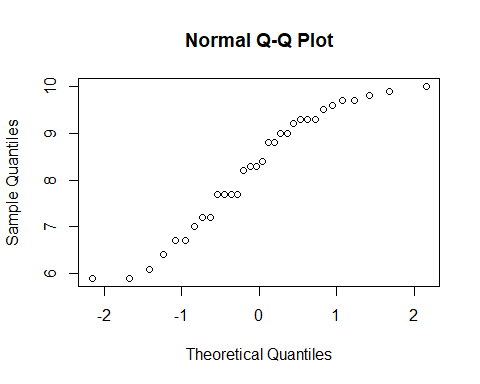 Normal Q-Q Plot
Sample Quantiles
10
9
8
7
6
-2 -1 0 1 2
Theoretical Quantiles